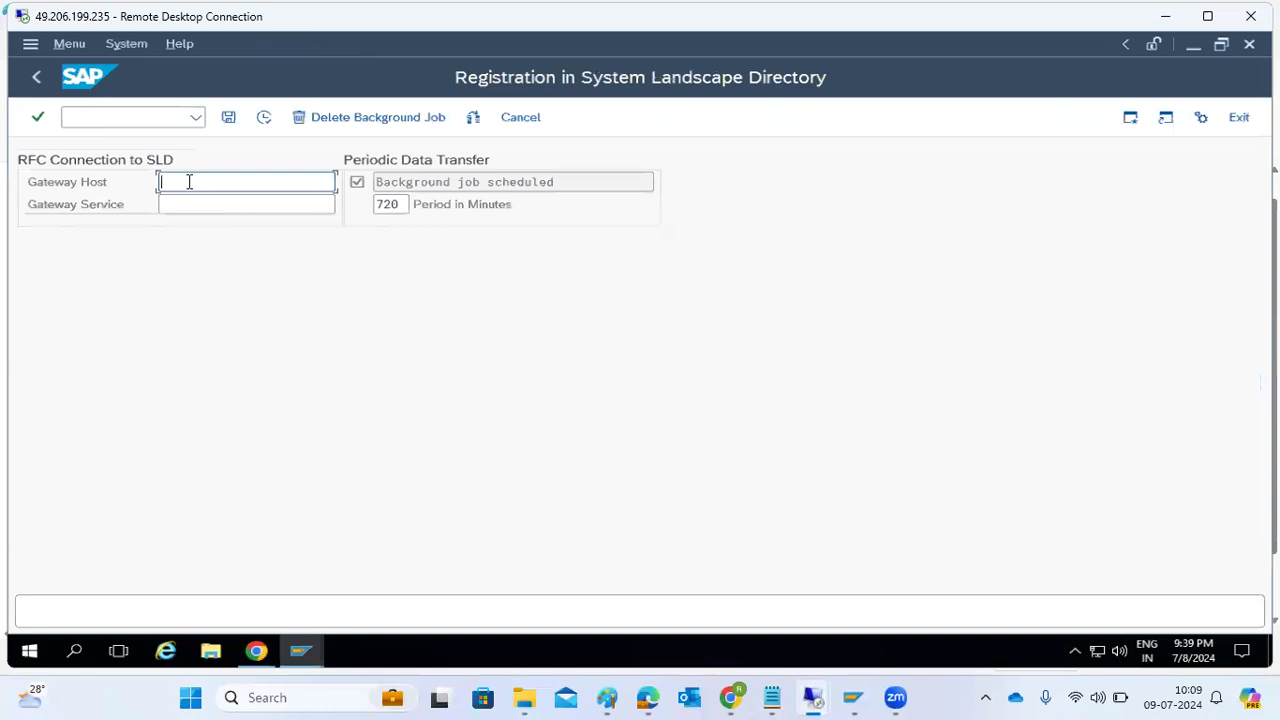 49.206.199.235 - Remote Desktop Connection
Menu System Help
SAP Registration in System Landscape Directory
Delete Background Job Cancel Exit
RFC Connection to SLD Periodic Data Transfer
Gateway Host Background job scheduled
Gateway Service 720 Period in Minutes
ENG 9:39 PM
IN 7/8/2024
28°
Search
zm
10:09
09-07-2024
PRE